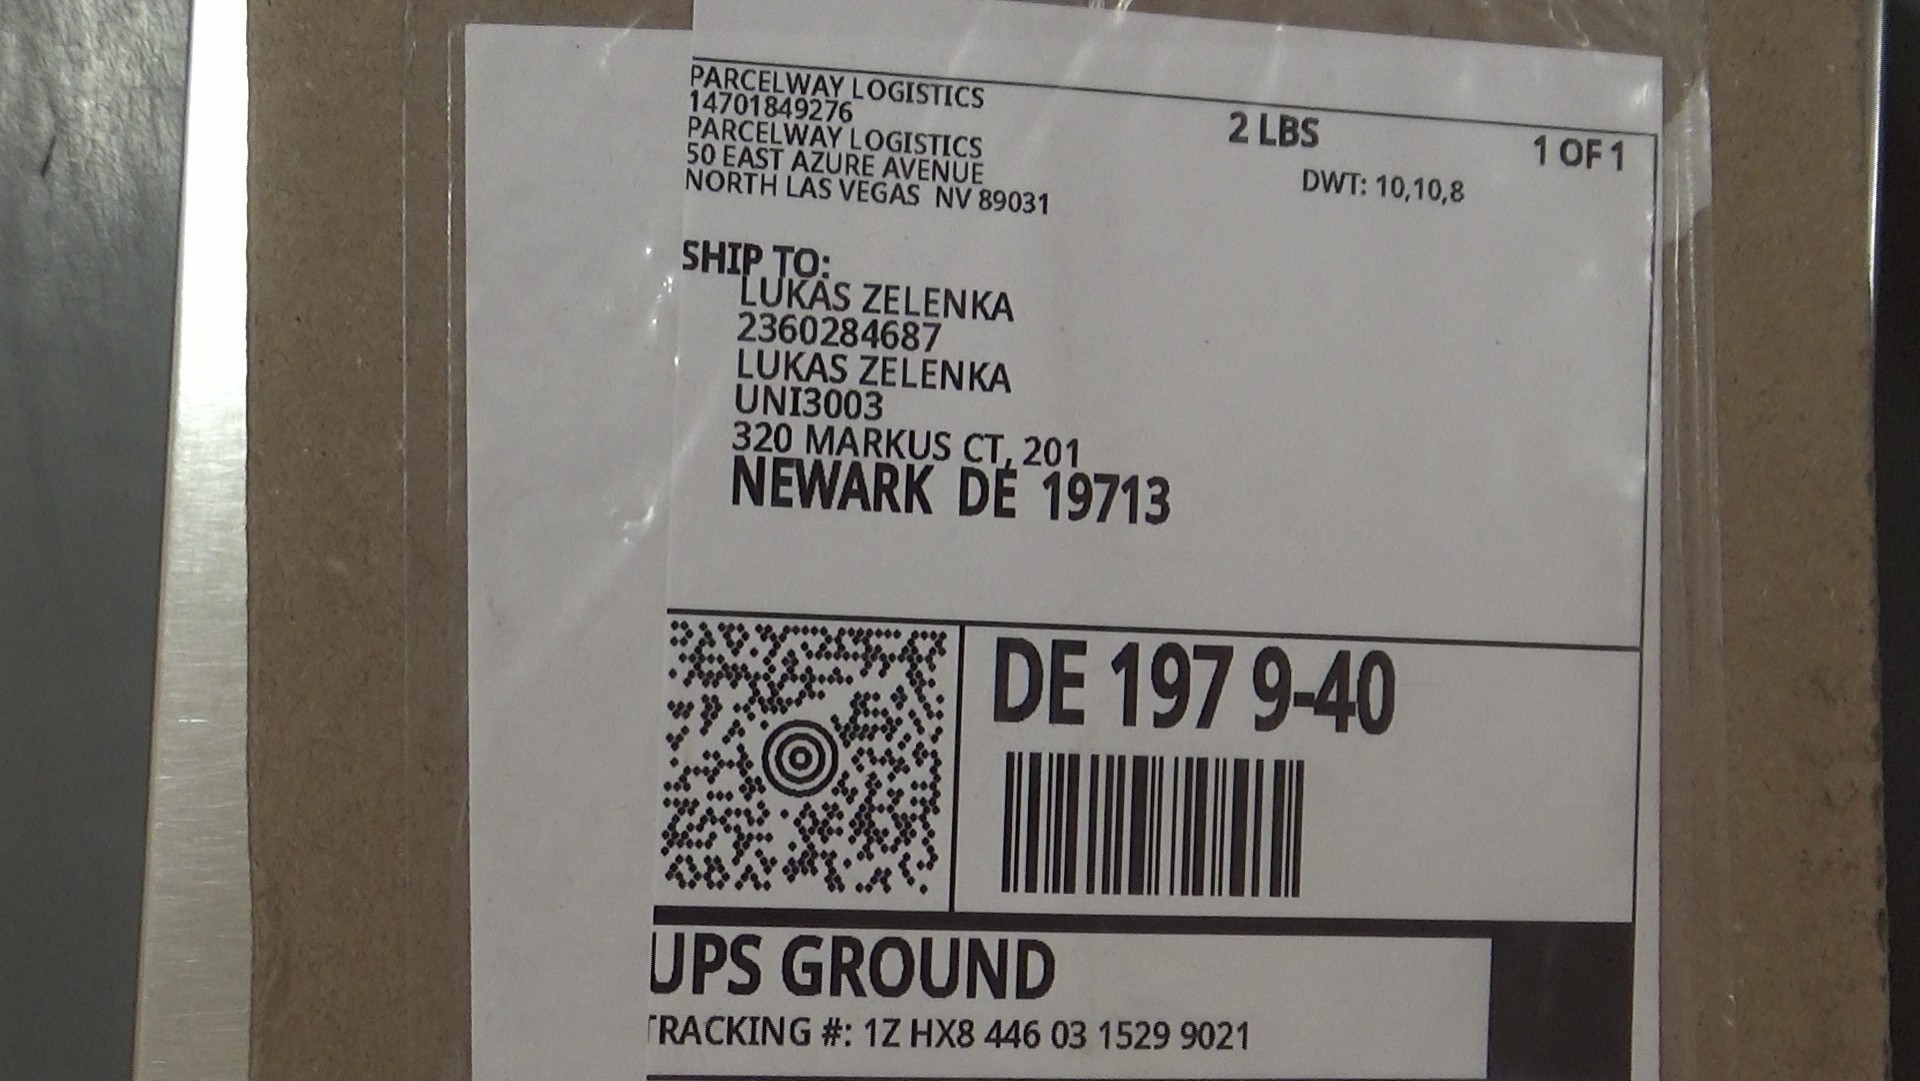 PARCELWAY LOGISTICS
14701849276
PARCELWAY LOGISTICS
50 EAST AZURE AVENUE
NORTH LAS VEGAS NV 89031
2 LBS
1 OF 1
DWT: 10,10,8
SHIP TO:
LUKAS ZELENKA
2360284687
LUKAS ZELENKA
UNI3003
320 MARKUS CT, 201
NEWARK DE 19713
DE 197 9-40
UPS GROUND
TRACKING #: 1Z HX8 446 03 1529 9021